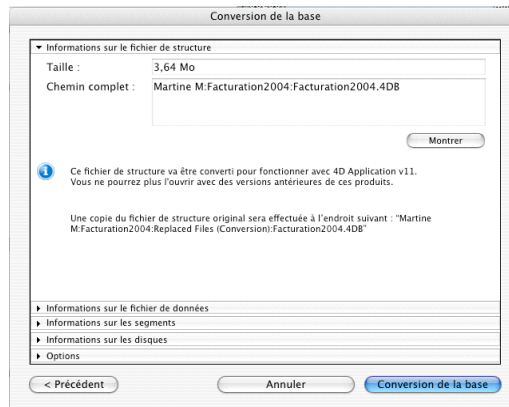 Conversion de la base
Informations sur le fichier de structure
Taille :
3,64 Mo
Chemin complet :
Martine M:Facturation2004:Facturation2004.4DB
Montrer
Ce fichier de structure va être converti pour fonctionner avec 4D Application v11.
Vous ne pourrez plus l'ouvrir avec des versions antérieures de ces produits.
Une copie du fichier de structure original sera effectuée à l'endroit suivant : "Martine
M:Facturation2004:Replaced Files (Conversion):Facturation2004.4DB"
Informations sur le fichier de données
Informations sur les segments
Informations sur les disques
Options
< Précédent
Annuler
Conversion de la base